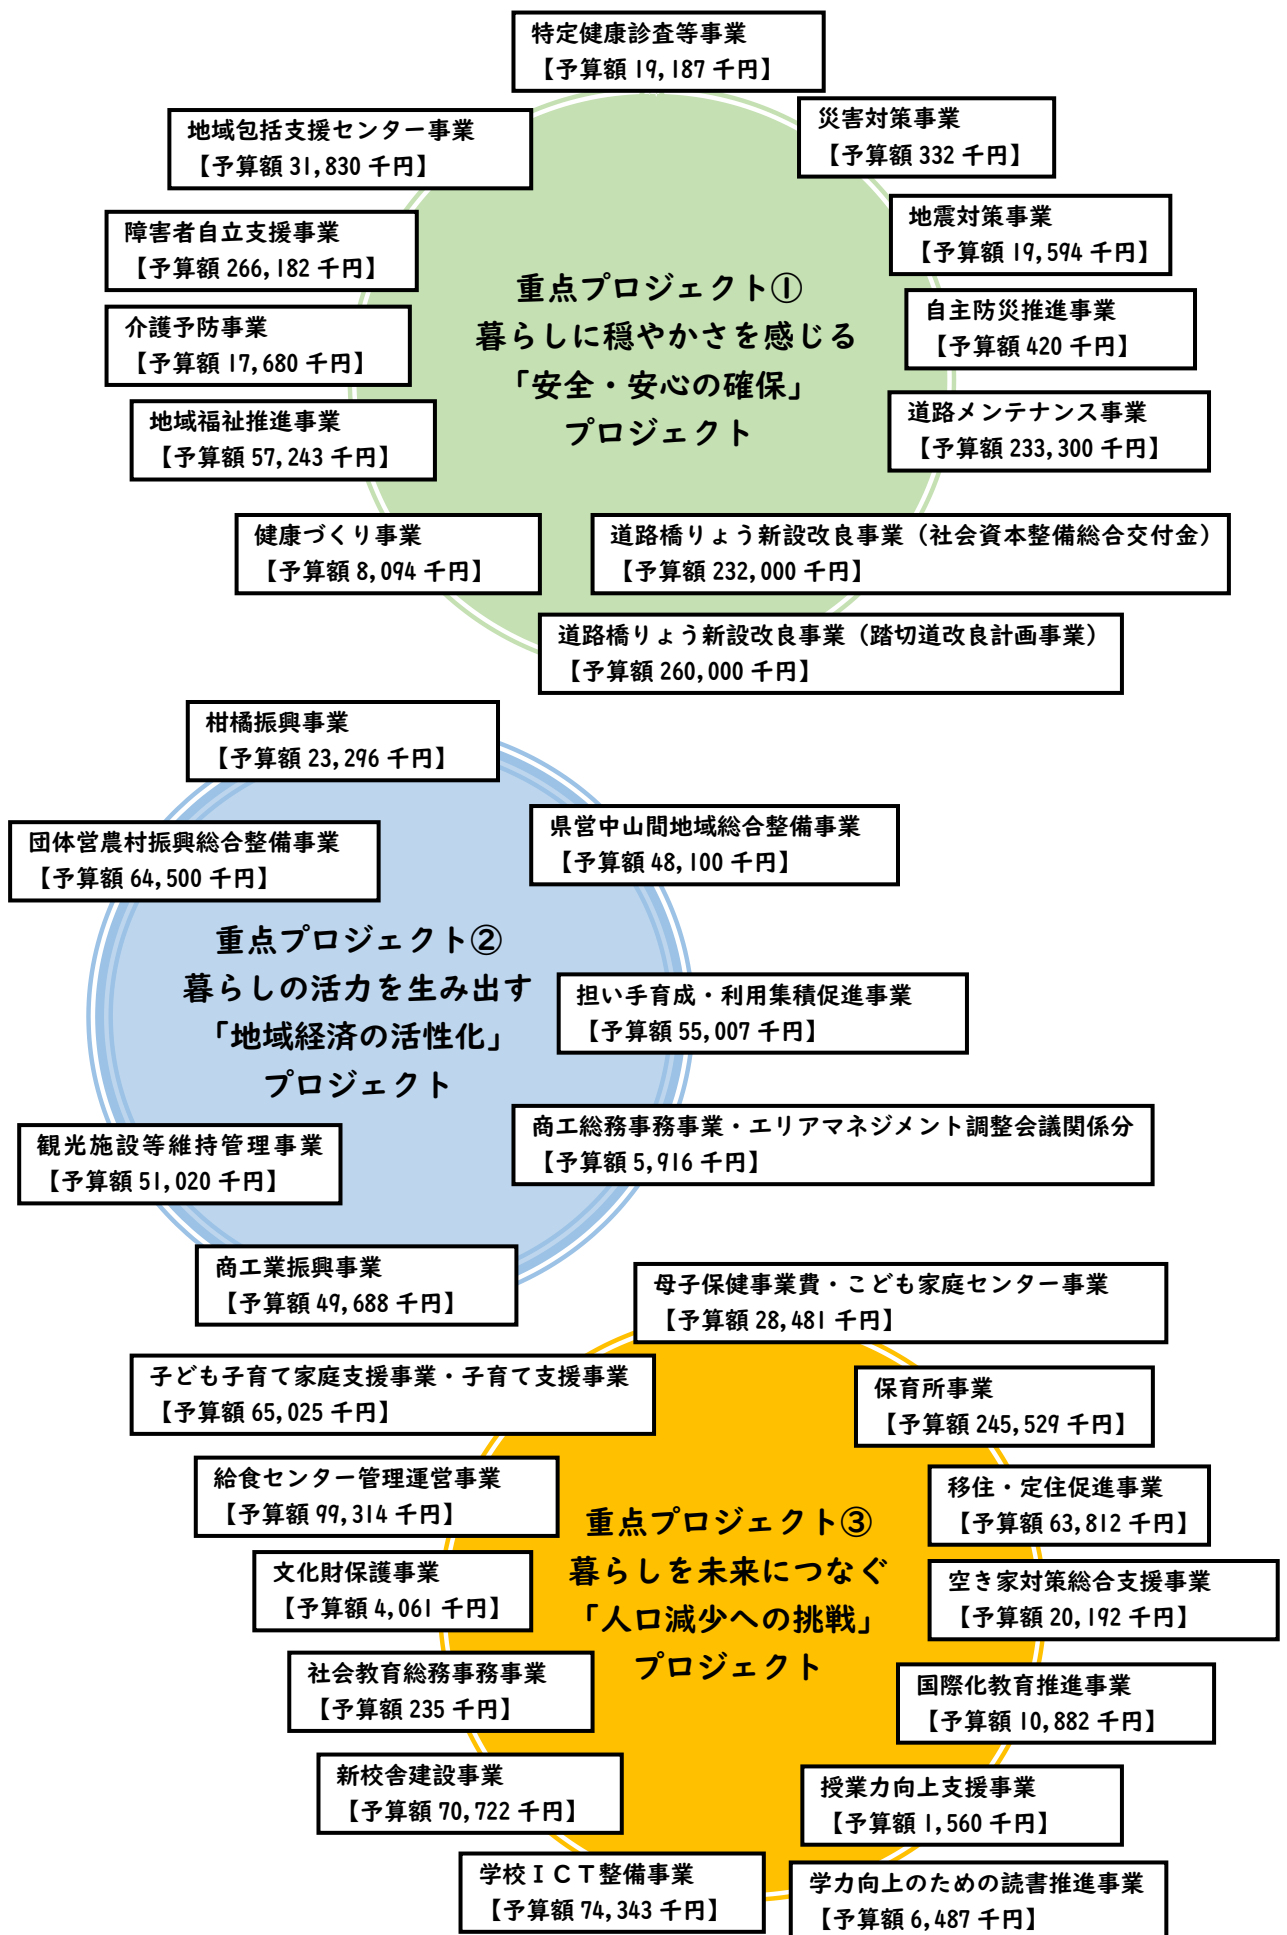 特定健康診査等事業
【予算額 19,187 千円】
災害対策事業
【予算額 332 千円】
地域包括支援センター事業
【予算額 31,830 千円】
地震対策事業
【予算額 19,594 千円】
障害者自立支援事業
【予算額 266,182 千円】
重点プロジェクト①
暮らしに穏やかさを感じる
「安全・安心の確保」
プロジェクト
自主防災推進事業
【予算額 420 千円】
介護予防事業
【予算額 17,680 千円】
道路メンテナンス事業
【予算額 233,300 千円】
地域福祉推進事業
【予算額 57,243 千円】
健康づくり事業
【予算額 8,094 千円】
道路橋りょう新設改良事業（社会資本整備総合交付金）
【予算額 232,000 千円】
道路橋りょう新設改良事業（踏切道改良計画事業）
【予算額 260,000 千円】
柑橘振興事業
【予算額 23,296 千円】
県営中山間地域総合整備事業
【予算額 48,100 千円】
団体営農村振興総合整備事業
【予算額 64,500 千円】
重点プロジェクト②
暮らしの活力を生み出す
「地域経済の活性化」
プロジェクト
担い手育成・利用集積促進事業
【予算額 55,007 千円】
商工総務事務事業・エリアマネジメント調整会議関係分
【予算額 5,916 千円】
観光施設等維持管理事業
【予算額 51,020 千円】
商工業振興事業
【予算額 49,688 千円】
母子保健事業費・こども家庭センター事業
【予算額 28,481 千円】
子ども子育て家庭支援事業・子育て支援事業
【予算額 65,025 千円】
保育所事業
【予算額 245,529 千円】
給食センター管理運営事業
【予算額 99,314 千円】
移住・定住促進事業
【予算額 63,812 千円】
重点プロジェクト③
暮らしを未来につなぐ
「人口減少への挑戦」
プロジェクト
文化財保護事業
【予算額 4,061 千円】
空き家対策総合支援事業
【予算額 20,192 千円】
社会教育総務事務事業
【予算額 235 千円】
国際化教育推進事業
【予算額 10,882 千円】
新校舎建設事業
【予算額 70,722 千円】
授業力向上支援事業
【予算額 1,560 千円】
学校ＩＣＴ整備事業
【予算額 74,343 千円】
学力向上のための読書推進事業
【予算額 6,487 千円】